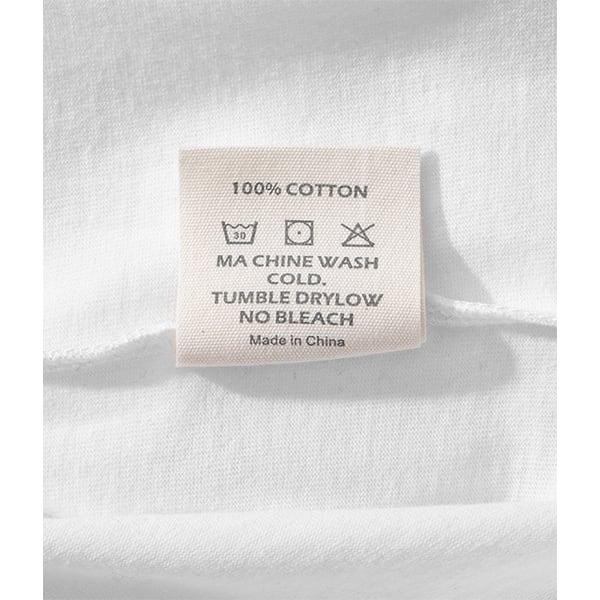 100% COTTON
30
MA CHINE WASH
COLD.
TUMBLE DRYLOW
NO BLEACH
Made in China